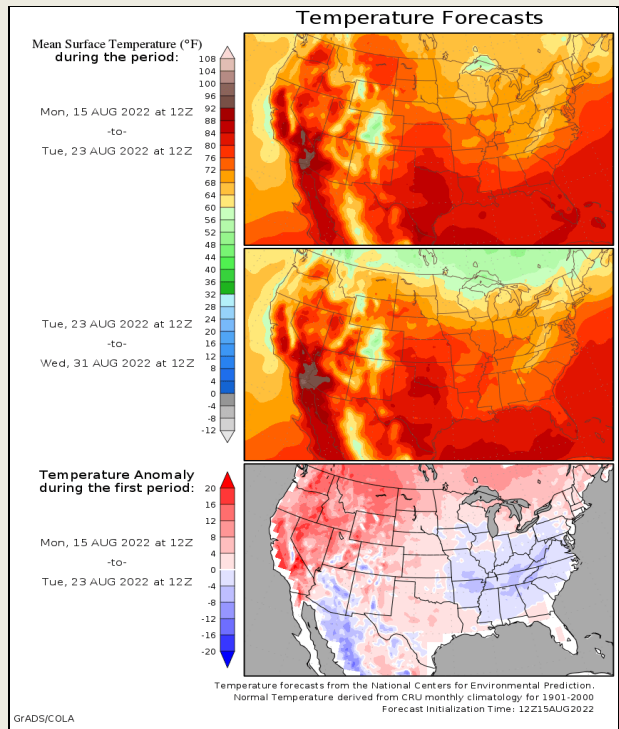 Temperature Forecasts
Mean Surface Temperature (°F)
during the period:
108
104
100
96
92
88
84
80
76
72
68
64
60
56
52
48
44
40
36
32
28
24
20
16
12
8
4
0
-4
-8
-12
Mon, 15 AUG 2022 at 12Z
-to-
Tue, 23 AUG 2022 at 12Z
Tue, 23 AUG 2022 at 12Z
-to-
Wed, 31 AUG 2022 at 12Z
Temperature Anomaly
during the first period:
20
16
12
8
4
0
-4
-8
-12
-16
-20
Mon, 15 AUG 2022 at 12Z
-to-
Tue, 23 AUG 2022 at 12Z
Temperature forecasts from the National Centers for Environmental Prediction.
Normal Temperature derived from CRU monthly climatology for 1901-2000
Forecast Initialization Time: 12Z15AUG2022
GrADS/COLA